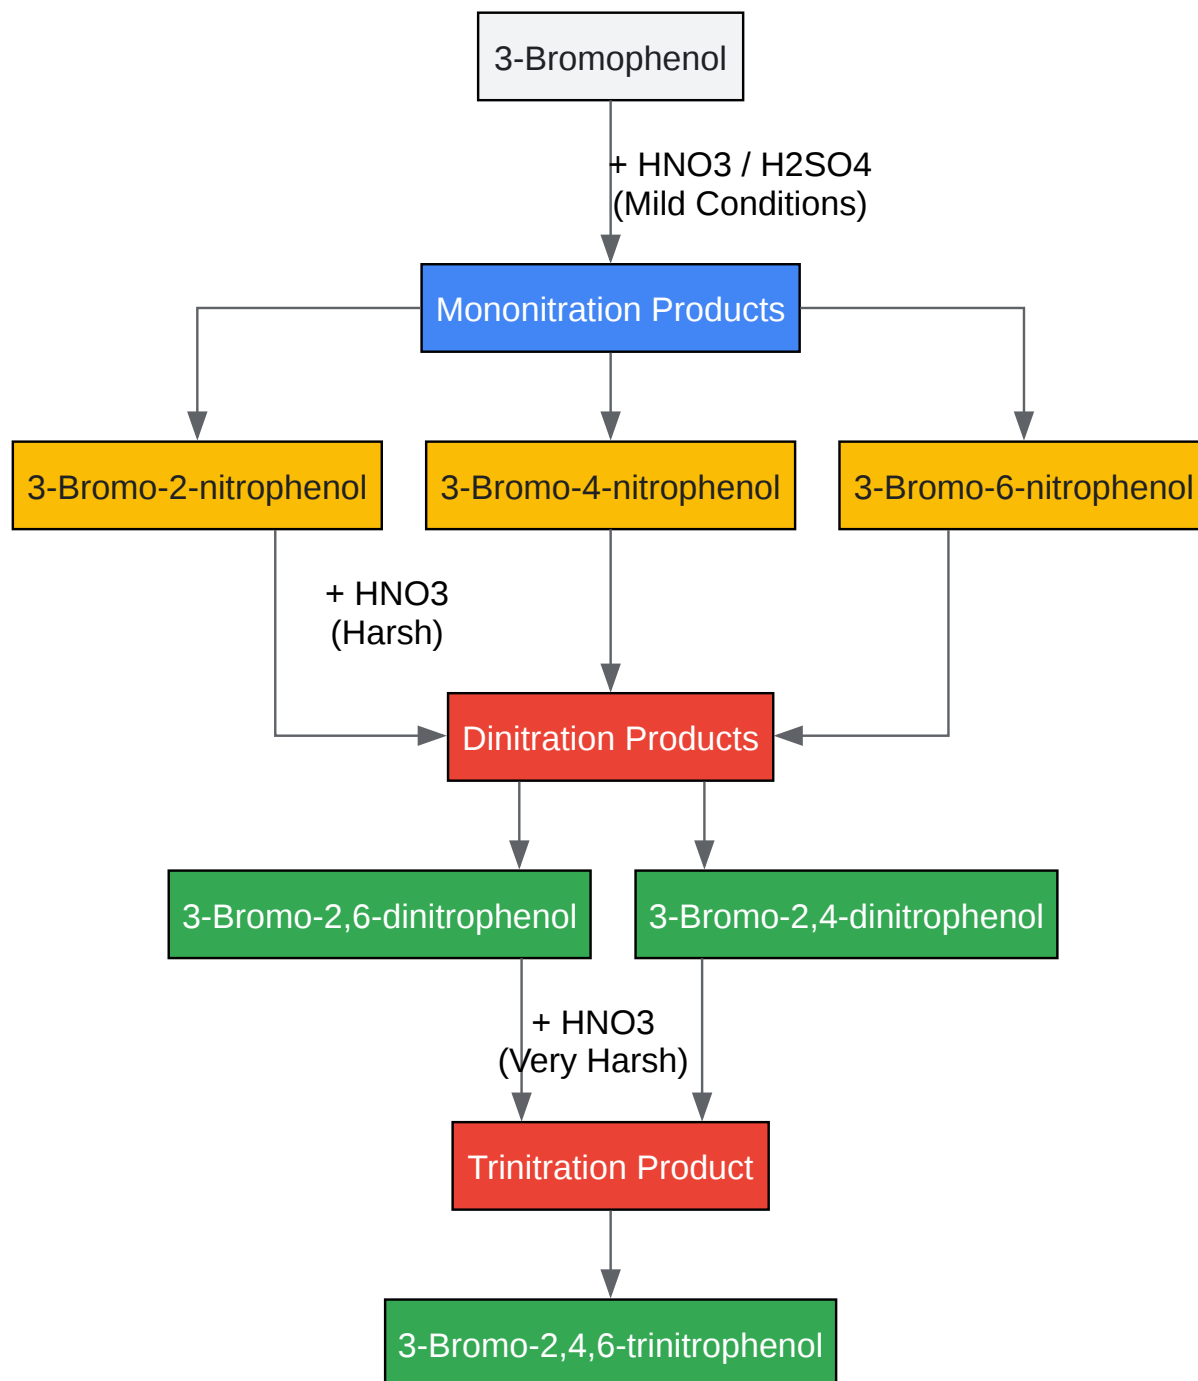 3-Bromophenol
+ HNO3 / H2SO4
(Mild Conditions)
Mononitration Products
3-Bromo-2-nitrophenol
3-Bromo-4-nitrophenol
3-Bromo-6-nitrophenol
+ HNO3
(Harsh)
Dinitration Products
3-Bromo-2,6-dinitrophenol
3-Bromo-2,4-dinitrophenol
+ HNO3
(Very Harsh)
Trinitration Product
3-Bromo-2,4,6-trinitrophenol